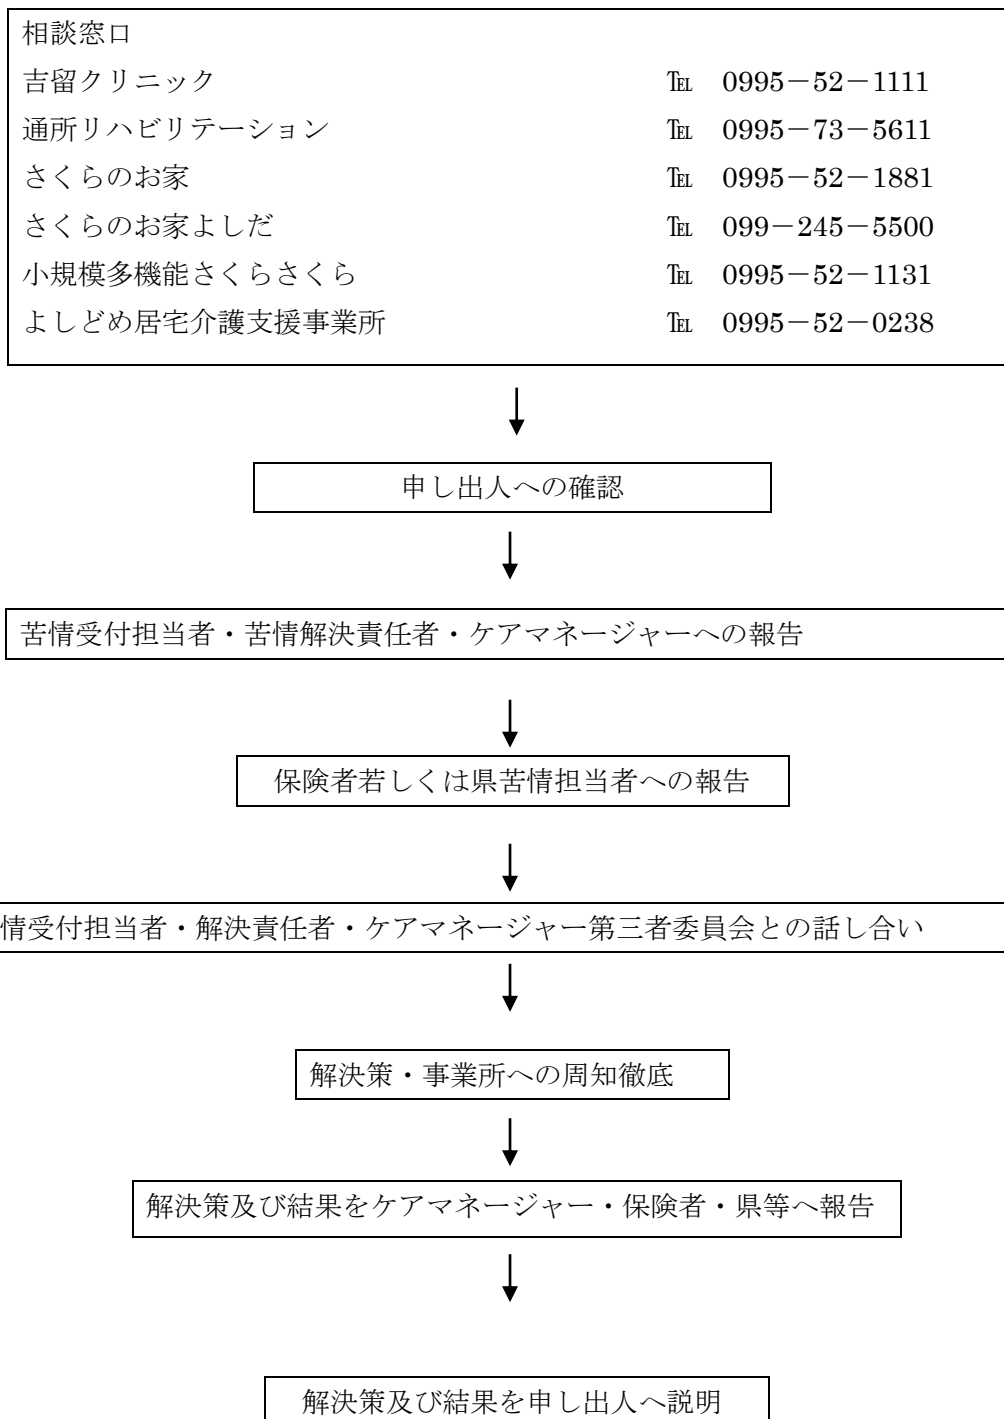 相談窓口
吉留クリニック ℡ 0995－52－1111
通所リハビリテーション ℡ 0995－73－5611
さくらのお家 ℡ 0995－52－1881
さくらのお家よしだ ℡ 099－245－5500
小規模多機能さくらさくら ℡ 0995－52－1131
よしどめ居宅介護支援事業所 ℡ 0995－52－0238
申し出人への確認
苦情受付担当者・苦情解決責任者・ケアマネージャーへの報告
保険者若しくは県苦情担当者への報告
情受付担当者・解決責任者・ケアマネージャー第三者委員会との話し合い
解決策・事業所への周知徹底
解決策及び結果をケアマネージャー・保険者・県等へ報告
解決策及び結果を申し出人へ説明